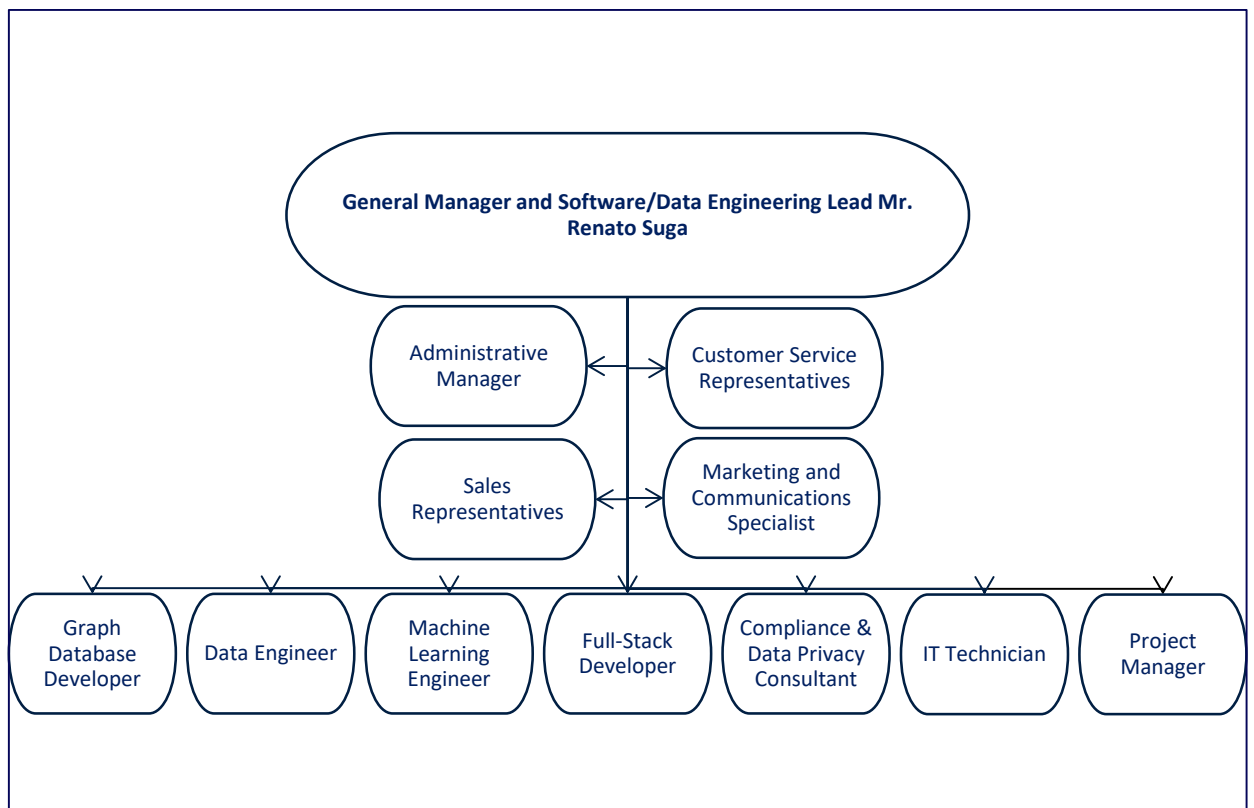 General Manager and Software/Data Engineering Lead Mr.
Renato Suga
Administrative
Manager
Customer Service
Representatives
Sales
Representatives
Marketing and
Communications
Specialist
Graph
Database
Developer
Data Engineer
Machine
Learning
Engineer
Full-Stack
Developer
Compliance &
Data Privacy
Consultant
IT Technician
Project
Manager